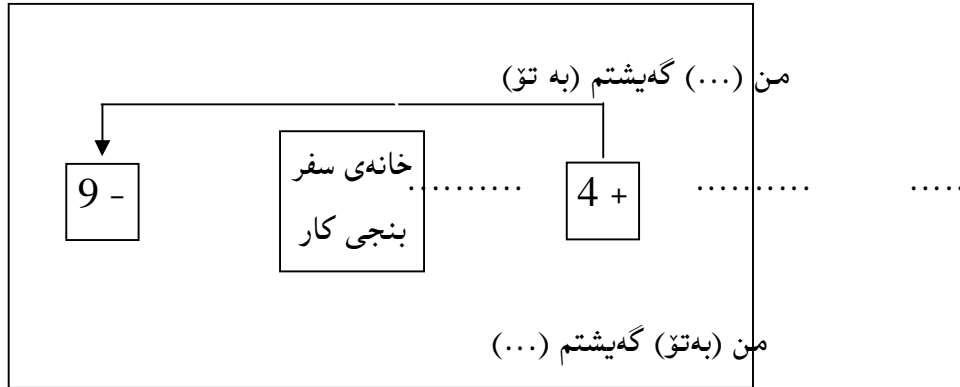 من (...) گەیشتم (بە تۆ)
..... .......... + 4 .......... خانەی سفر - 9
بنجی کار
من (بەتۆ) گەیشتم (...)